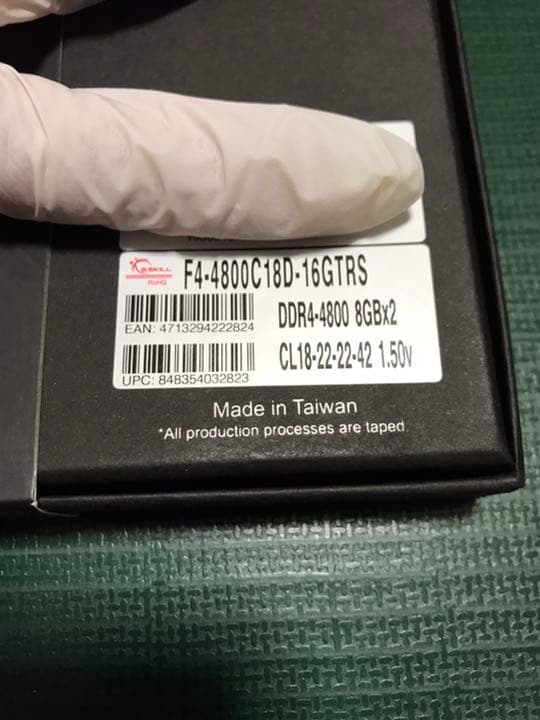 G.SKILL
RoHS
F4-4800C18D-16GTRS
EAN: 4713294222824
DDR4-4800 8GBx2
UPC: 848354032823
CL18-22-22-42 1.50v
Made in Taiwan
*All production processes are taped.